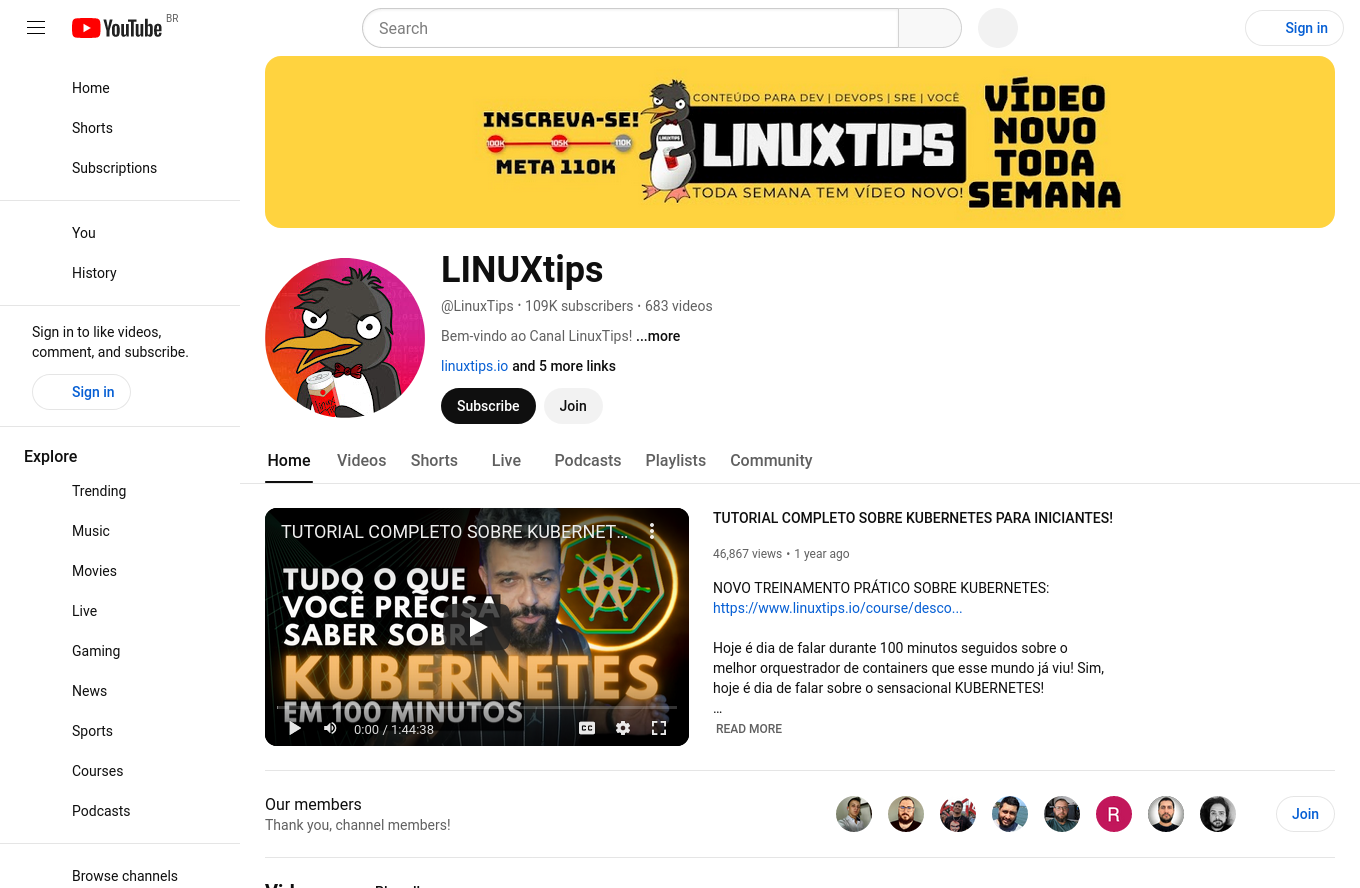 YouTube BR
Search
Sign in
Home
Shorts
Subscriptions
You
History
Sign in to like videos,
comment, and subscribe.
Sign in
Explore
Trending
Music
Movies
Live
Gaming
News
Sports
Courses
Podcasts
Browse channels
INSCREVA-SE!
100K 105K 110K
META 110K
CONTEÚDO PARA DEV | DEVOPS | SRE | VOCÊ
LINUXTIPS
TODA SEMANA TEM VÍDEO NOVO!
VÍDEO
NOVO
TODA
SEMANA
LINUXtips
@LinuxTips • 109K subscribers • 683 videos
Bem-vindo ao Canal LinuxTips! ...more
linuxtips.io and 5 more links
Subscribe
Join
Home Videos Shorts Live Podcasts Playlists Community
TUTORIAL COMPLETO SOBRE KUBERNET...
TUDO O QUE
VOCÊ PRECISA
SABER SOBRE
KUBERNETES
EM 100 MINUTOS
0:00 / 1:44:38
CC
TUTORIAL COMPLETO SOBRE KUBERNETES PARA INICIANTES!
46,867 views • 1 year ago
NOVO TREINAMENTO PRÁTICO SOBRE KUBERNETES:
https://www.linuxtips.io/course/desco...
Hoje é dia de falar durante 100 minutos seguidos sobre o
melhor orquestrador de containers que esse mundo já viu! Sim,
hoje é dia de falar sobre o sensacional KUBERNETES!
...
READ MORE
Our members
Thank you, channel members!
R
Join